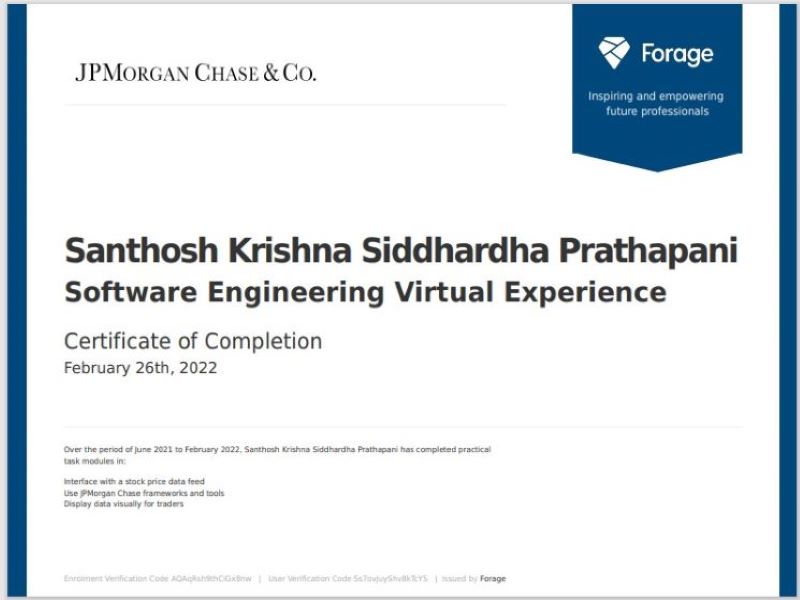 JPMORGAN CHASE & CO.
Forage
Inspiring and empowering
future professionals
Santhosh Krishna Siddhardha Prathapani
Software Engineering Virtual Experience
Certificate of Completion
February 26th, 2022
Over the period of June 2021 to February 2022, Santhosh Krishna Siddhardha Prathapani has completed practical
task modules in:
Interface with a stock price data feed
Use JPMorgan Chase frameworks and tools
Display data visually for traders
Enrolment Verification Code | User Verification Code | Issued by Forage